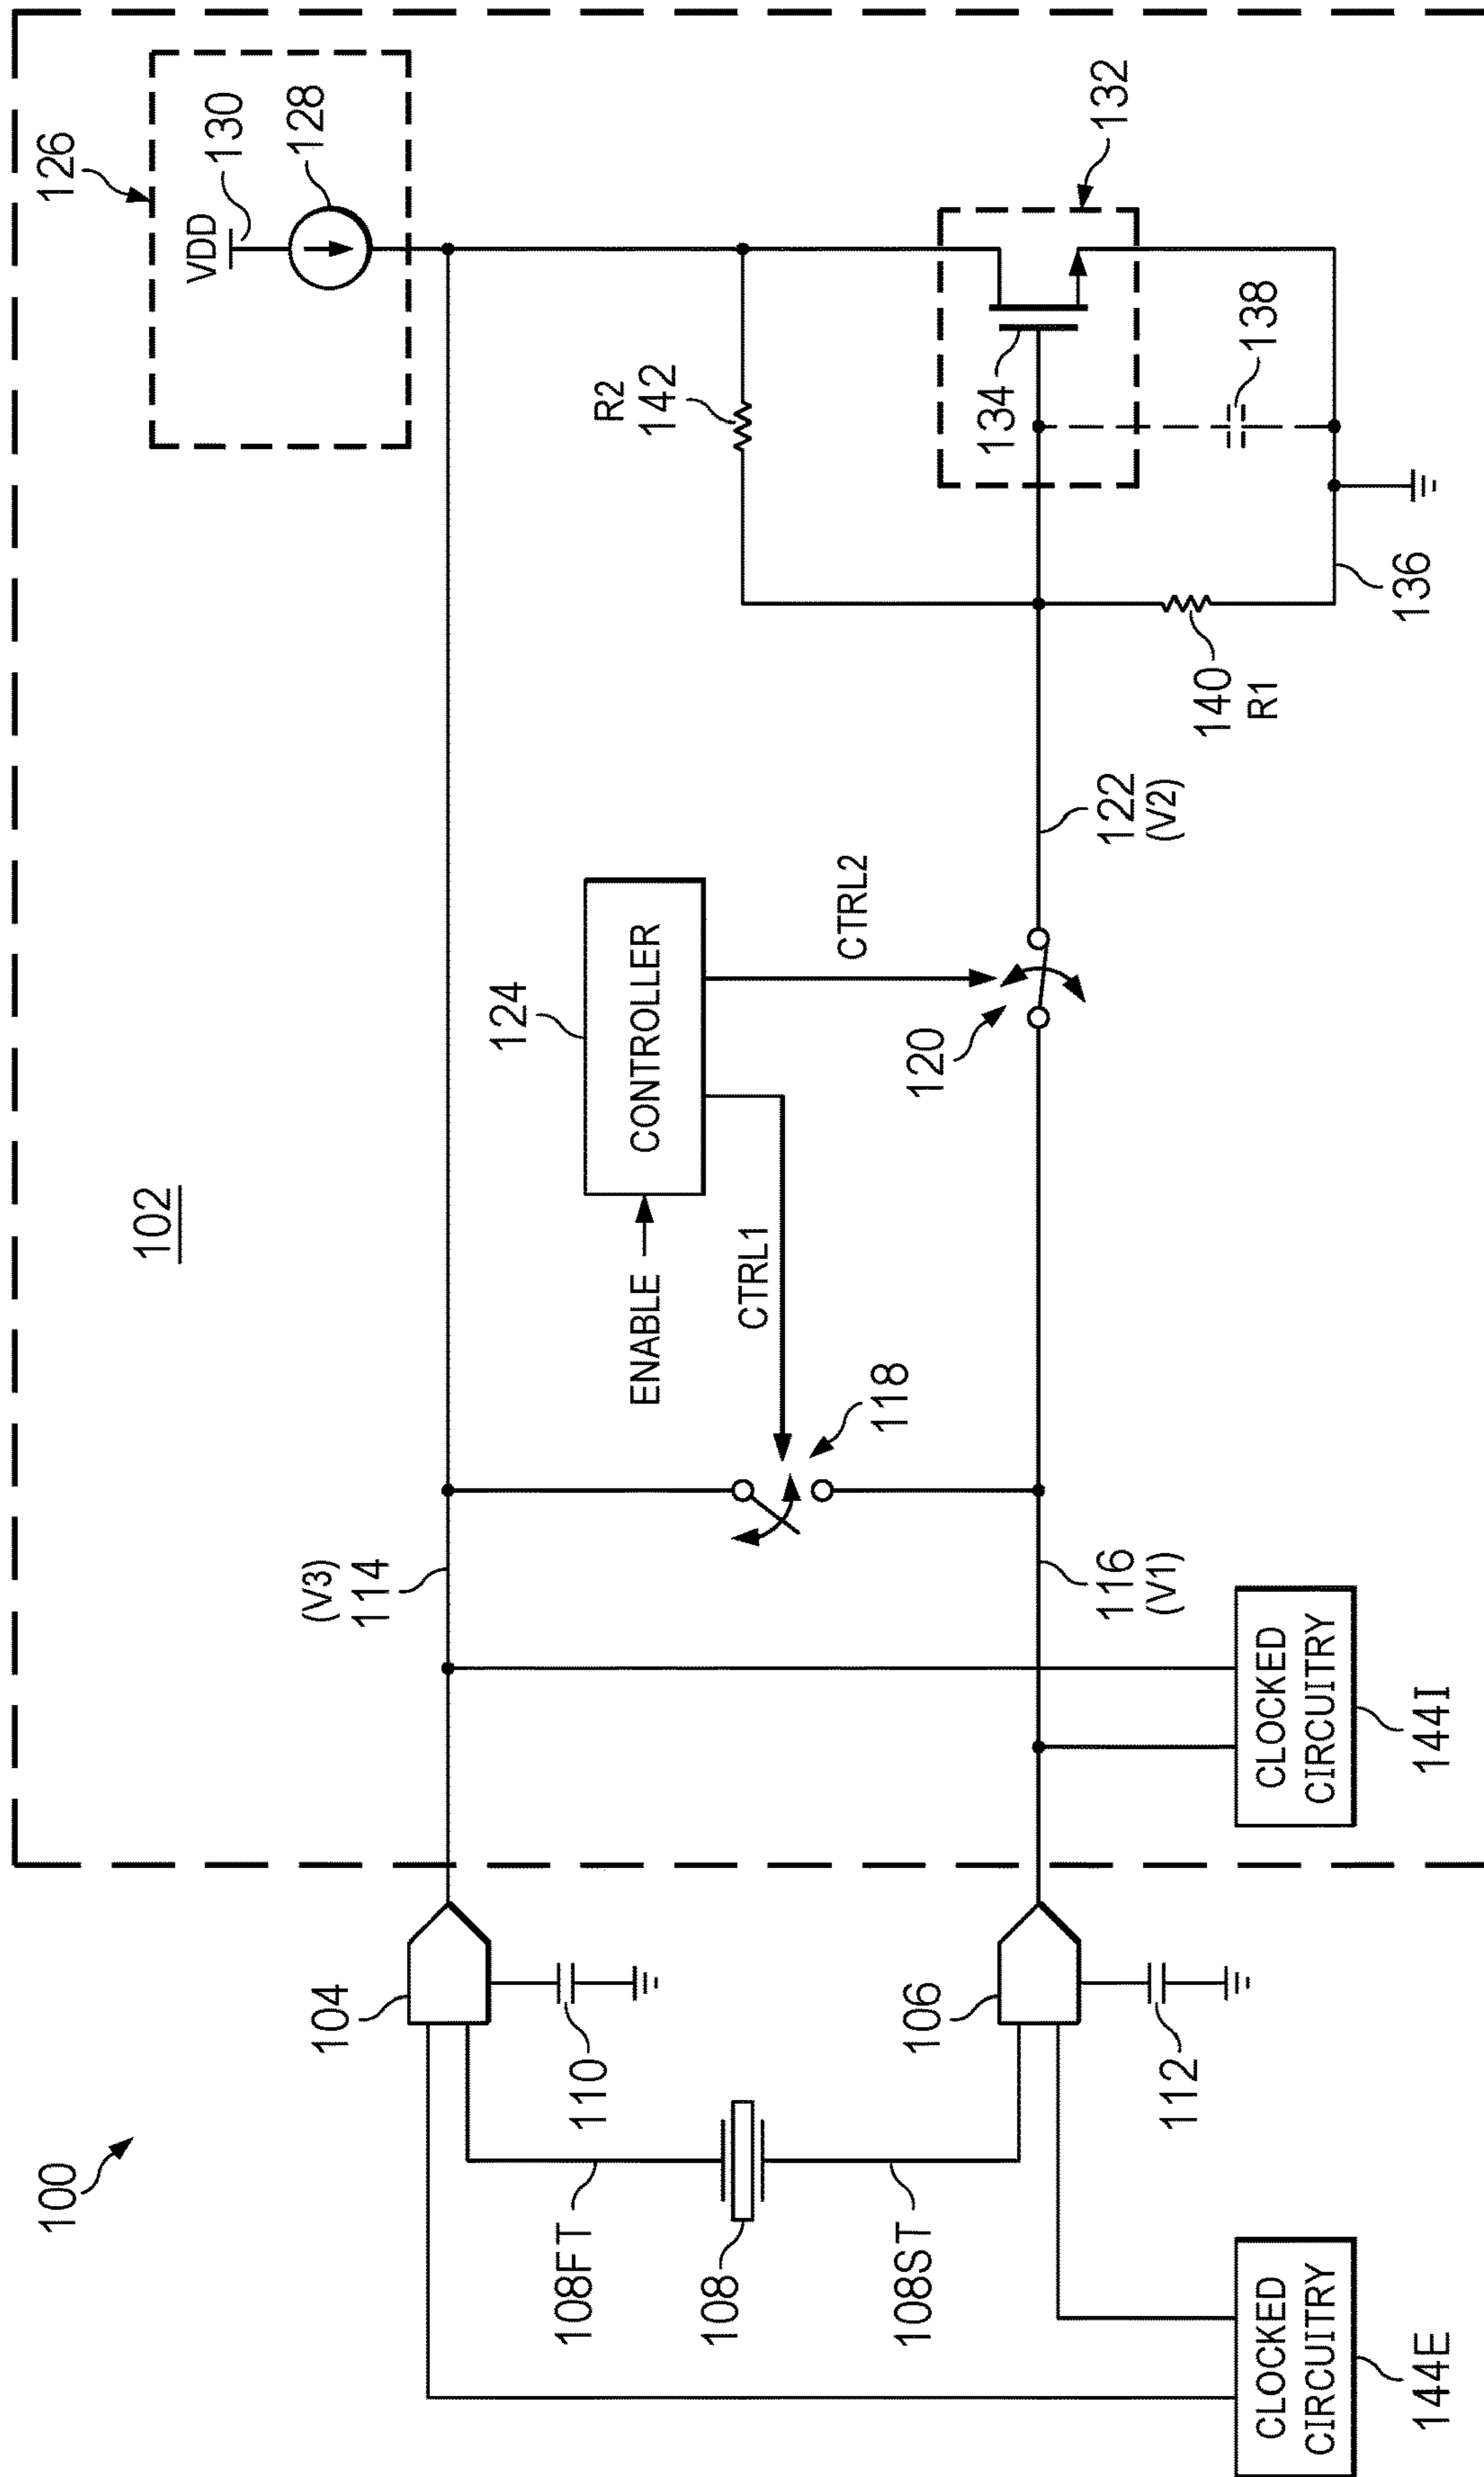 100
102
126
VDD
130
128
132
R2
142
134
138
136
140
R1
122
(V2)
CTRL2
124
CONTROLLER
120
ENABLE
CTRL1
118
(V3)
114
116
(V1)
CLOCKED
CIRCUITRY
144I
104
110
106
112
108FT
108
108ST
CLOCKED
CIRCUITRY
144E